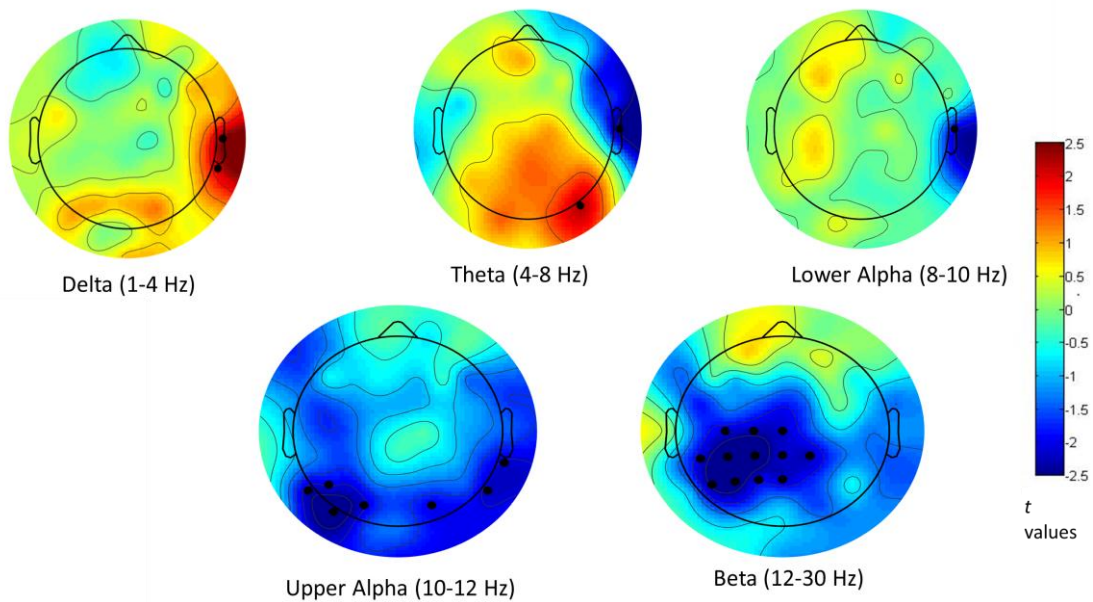 Delta (1-4 Hz)
Theta (4-8 Hz)
Lower Alpha (8-10 Hz)
2.5
2
1.5
1
0.5
0
-0.5
-1
-1.5
-2
-2.5
t
values
Upper Alpha (10-12 Hz)
Beta (12-30 Hz)